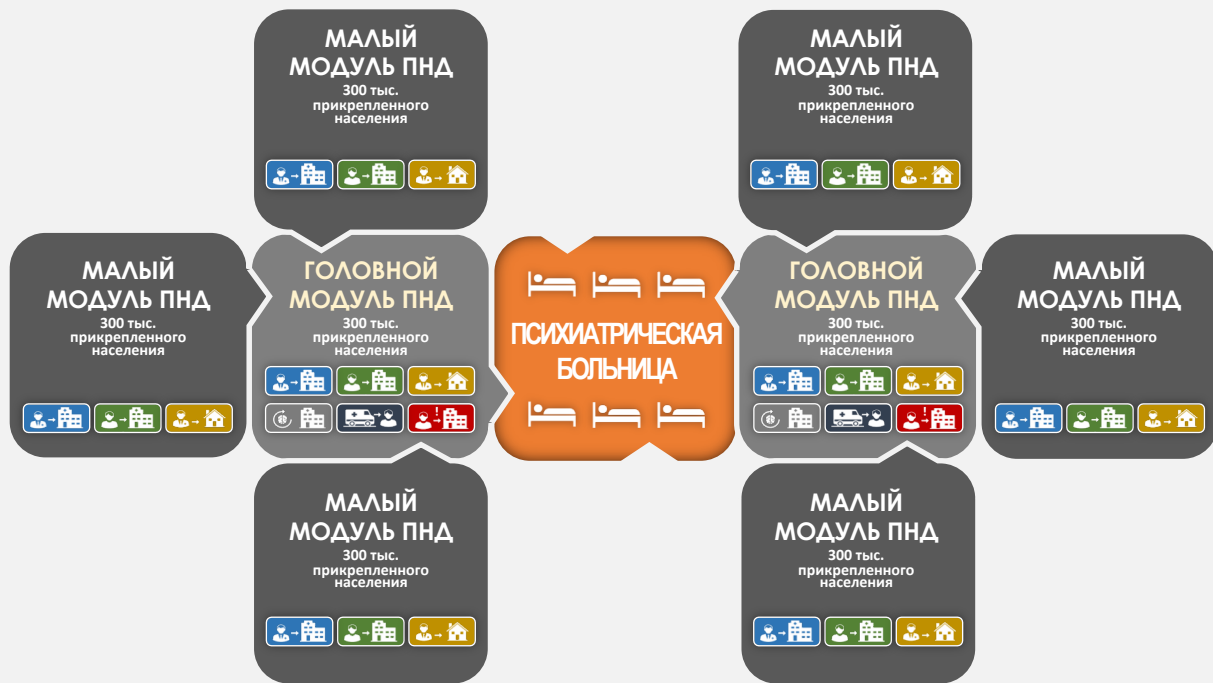 МАЛЫЙ
МОДУЛЬ ПНД
300 тыс.
прикрепленного
населения
МАЛЫЙ
МОДУЛЬ ПНД
300 тыс.
прикрепленного
населения
МАЛЫЙ
МОДУЛЬ ПНД
300 тыс.
прикрепленного
населения
ГОЛОВНОЙ
МОДУЛЬ ПНД
300 тыс.
прикрепленного
населения
ПСИХИАТРИЧЕСКАЯ
БОЛЬНИЦА
ГОЛОВНОЙ
МОДУЛЬ ПНД
300 тыс.
прикрепленного
населения
МАЛЫЙ
МОДУЛЬ ПНД
300 тыс.
прикрепленного
населения
МАЛЫЙ
МОДУЛЬ ПНД
300 тыс.
прикрепленного
населения
МАЛЫЙ
МОДУЛЬ ПНД
300 тыс.
прикрепленного
населения